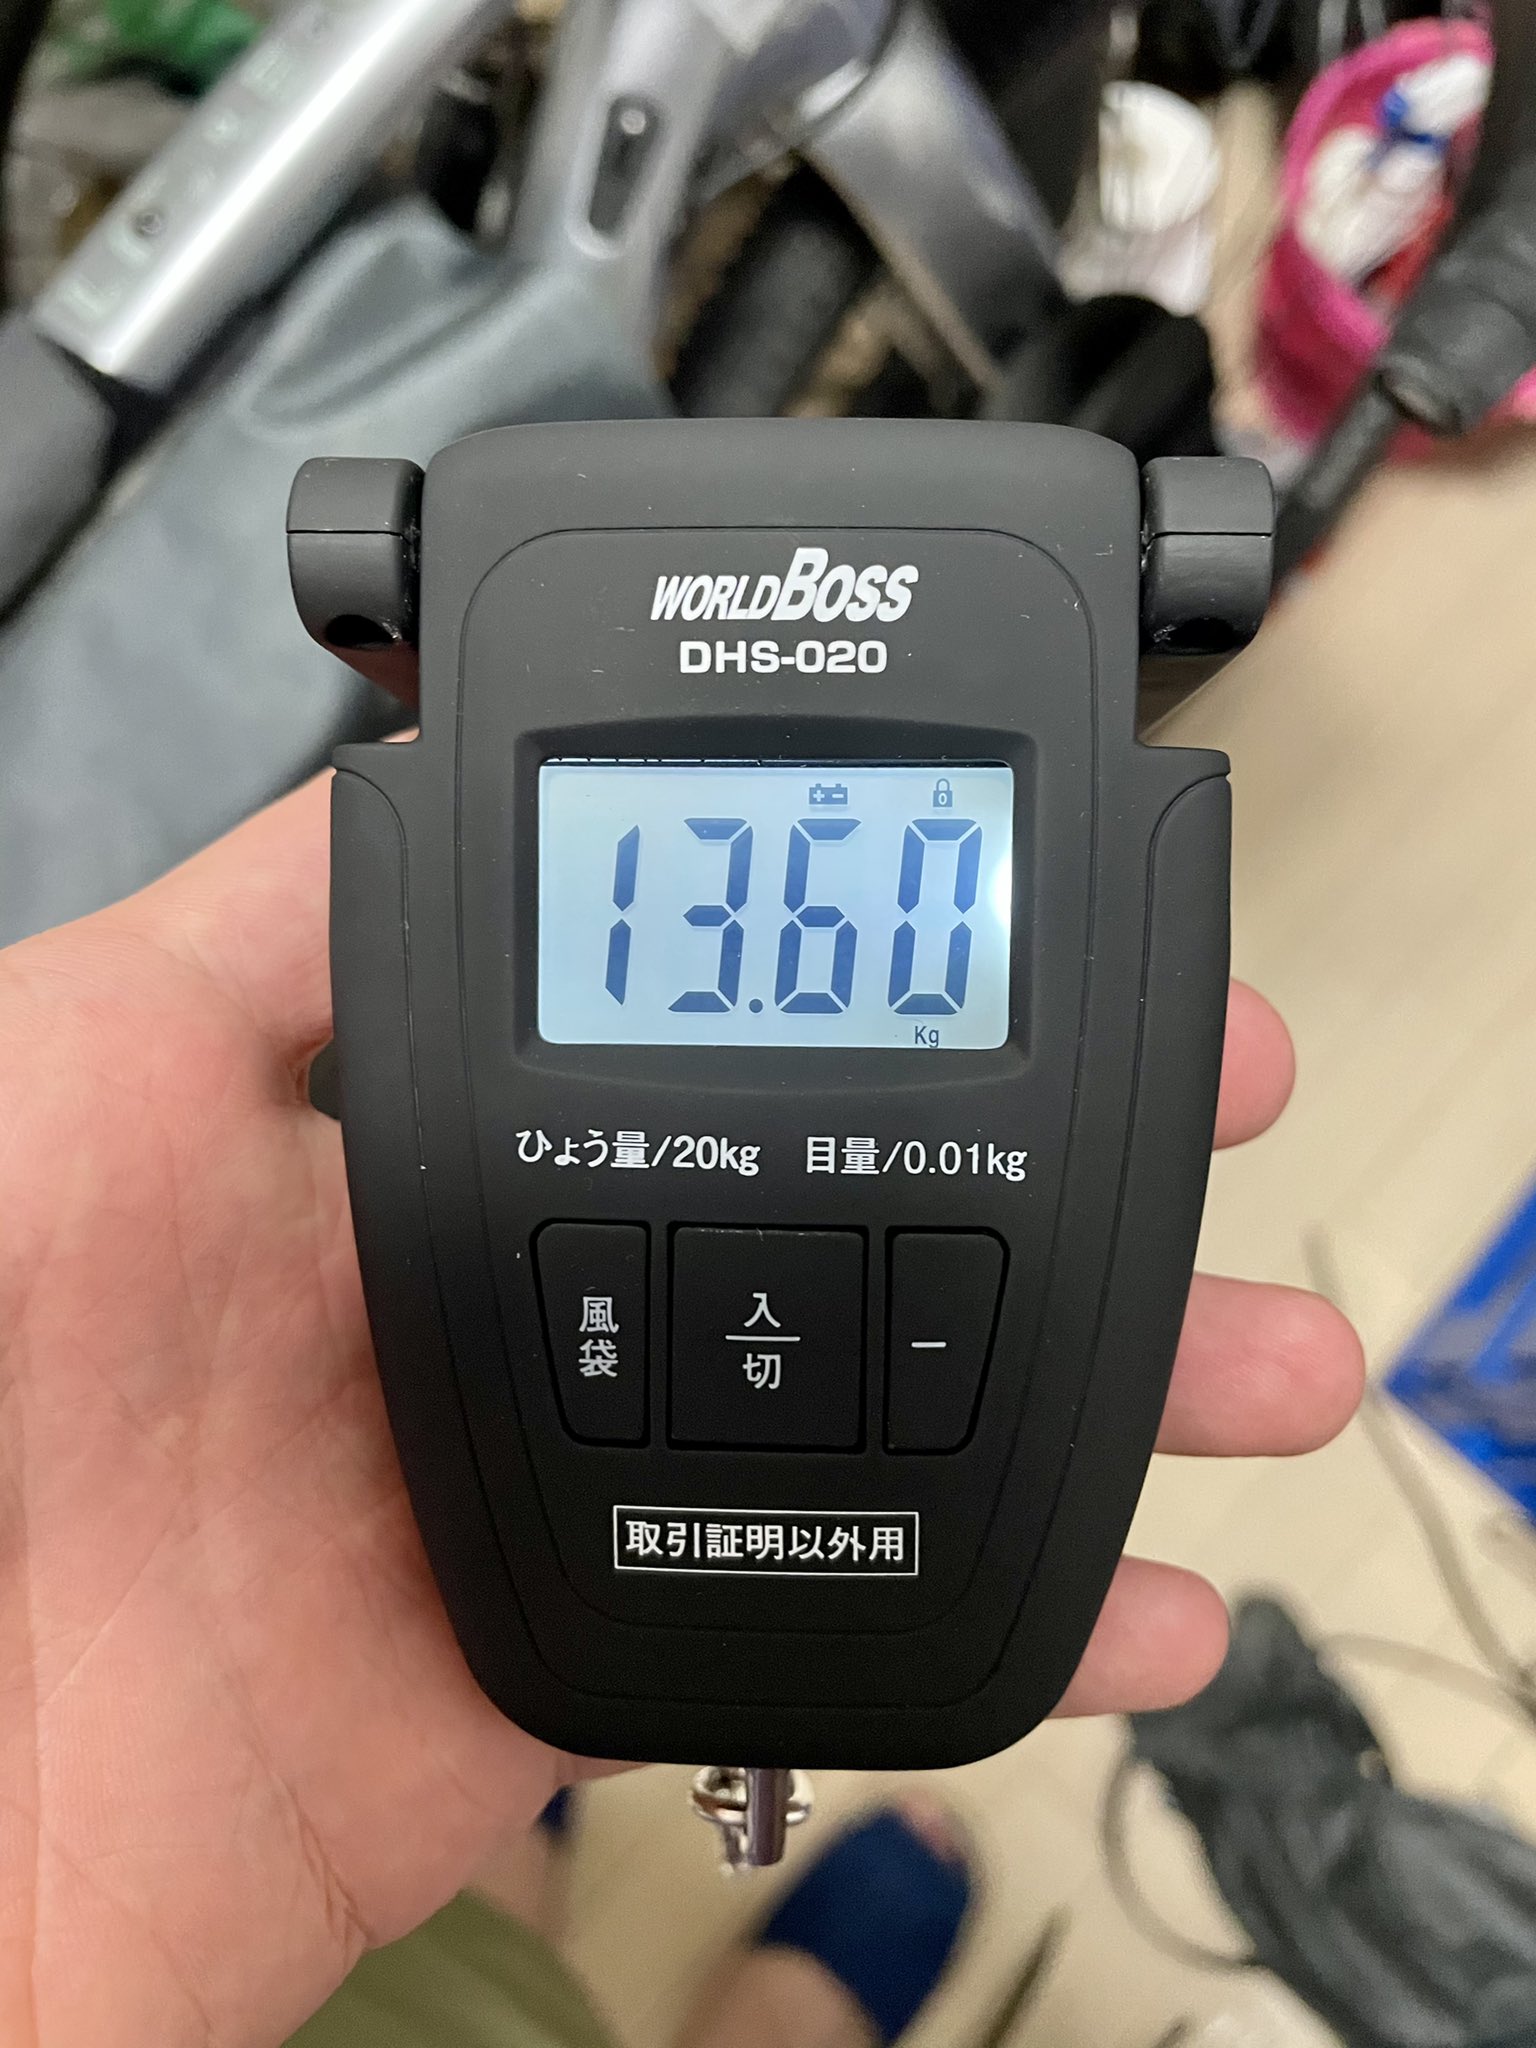 WORLDBOSS
DHS-020
13.60
Kg
ひょう量/20kg 目量/0.01kg
風袋
入
切
ー
取引証明以外用